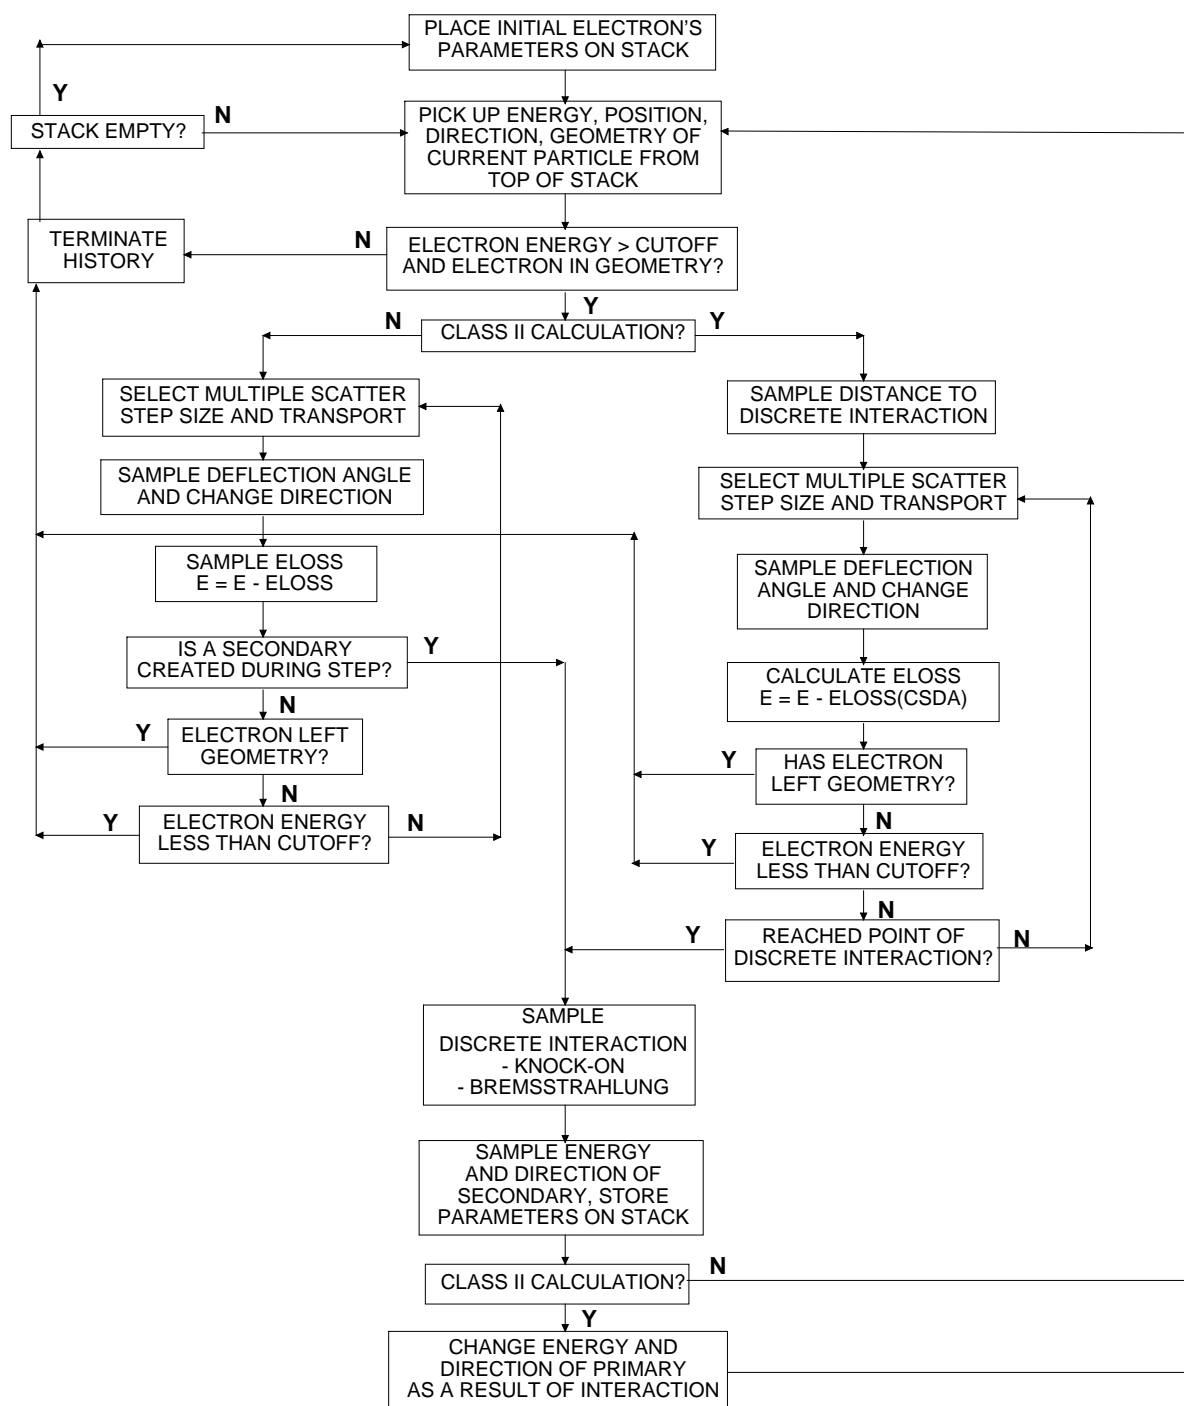 PLACE INITIAL ELECTRON'S
PARAMETERS ON STACK
Y
STACK EMPTY?
N
PICK UP ENERGY, POSITION,
DIRECTION, GEOMETRY OF
CURRENT PARTICLE FROM
TOP OF STACK
TERMINATE
HISTORY
N
ELECTRON ENERGY > CUTOFF
AND ELECTRON IN GEOMETRY?
Y
N
CLASS II CALCULATION?
Y
SELECT MULTIPLE SCATTER
STEP SIZE AND TRANSPORT
SAMPLE DEFLECTION ANGLE
AND CHANGE DIRECTION
SAMPLE ELOSS
E = E - ELOSS
IS A SECONDARY
CREATED DURING STEP?
Y
N
Y
ELECTRON LEFT
GEOMETRY?
N
Y
ELECTRON ENERGY
LESS THAN CUTOFF?
N
SAMPLE DISTANCE TO
DISCRETE INTERACTION
SELECT MULTIPLE SCATTER
STEP SIZE AND TRANSPORT
SAMPLE DEFLECTION
ANGLE AND CHANGE
DIRECTION
CALCULATE ELOSS
E = E - ELOSS(CSDA)
Y
HAS ELECTRON
LEFT GEOMETRY?
N
Y
ELECTRON ENERGY
LESS THAN CUTOFF?
N
Y
REACHED POINT OF
DISCRETE INTERACTION?
N
SAMPLE
DISCRETE INTERACTION
- KNOCK-ON
- BREMSSTRAHLUNG
SAMPLE ENERGY
AND DIRECTION OF
SECONDARY, STORE
PARAMETERS ON STACK
CLASS II CALCULATION?
N
Y
CHANGE ENERGY AND
DIRECTION OF PRIMARY
AS A RESULT OF INTERACTION